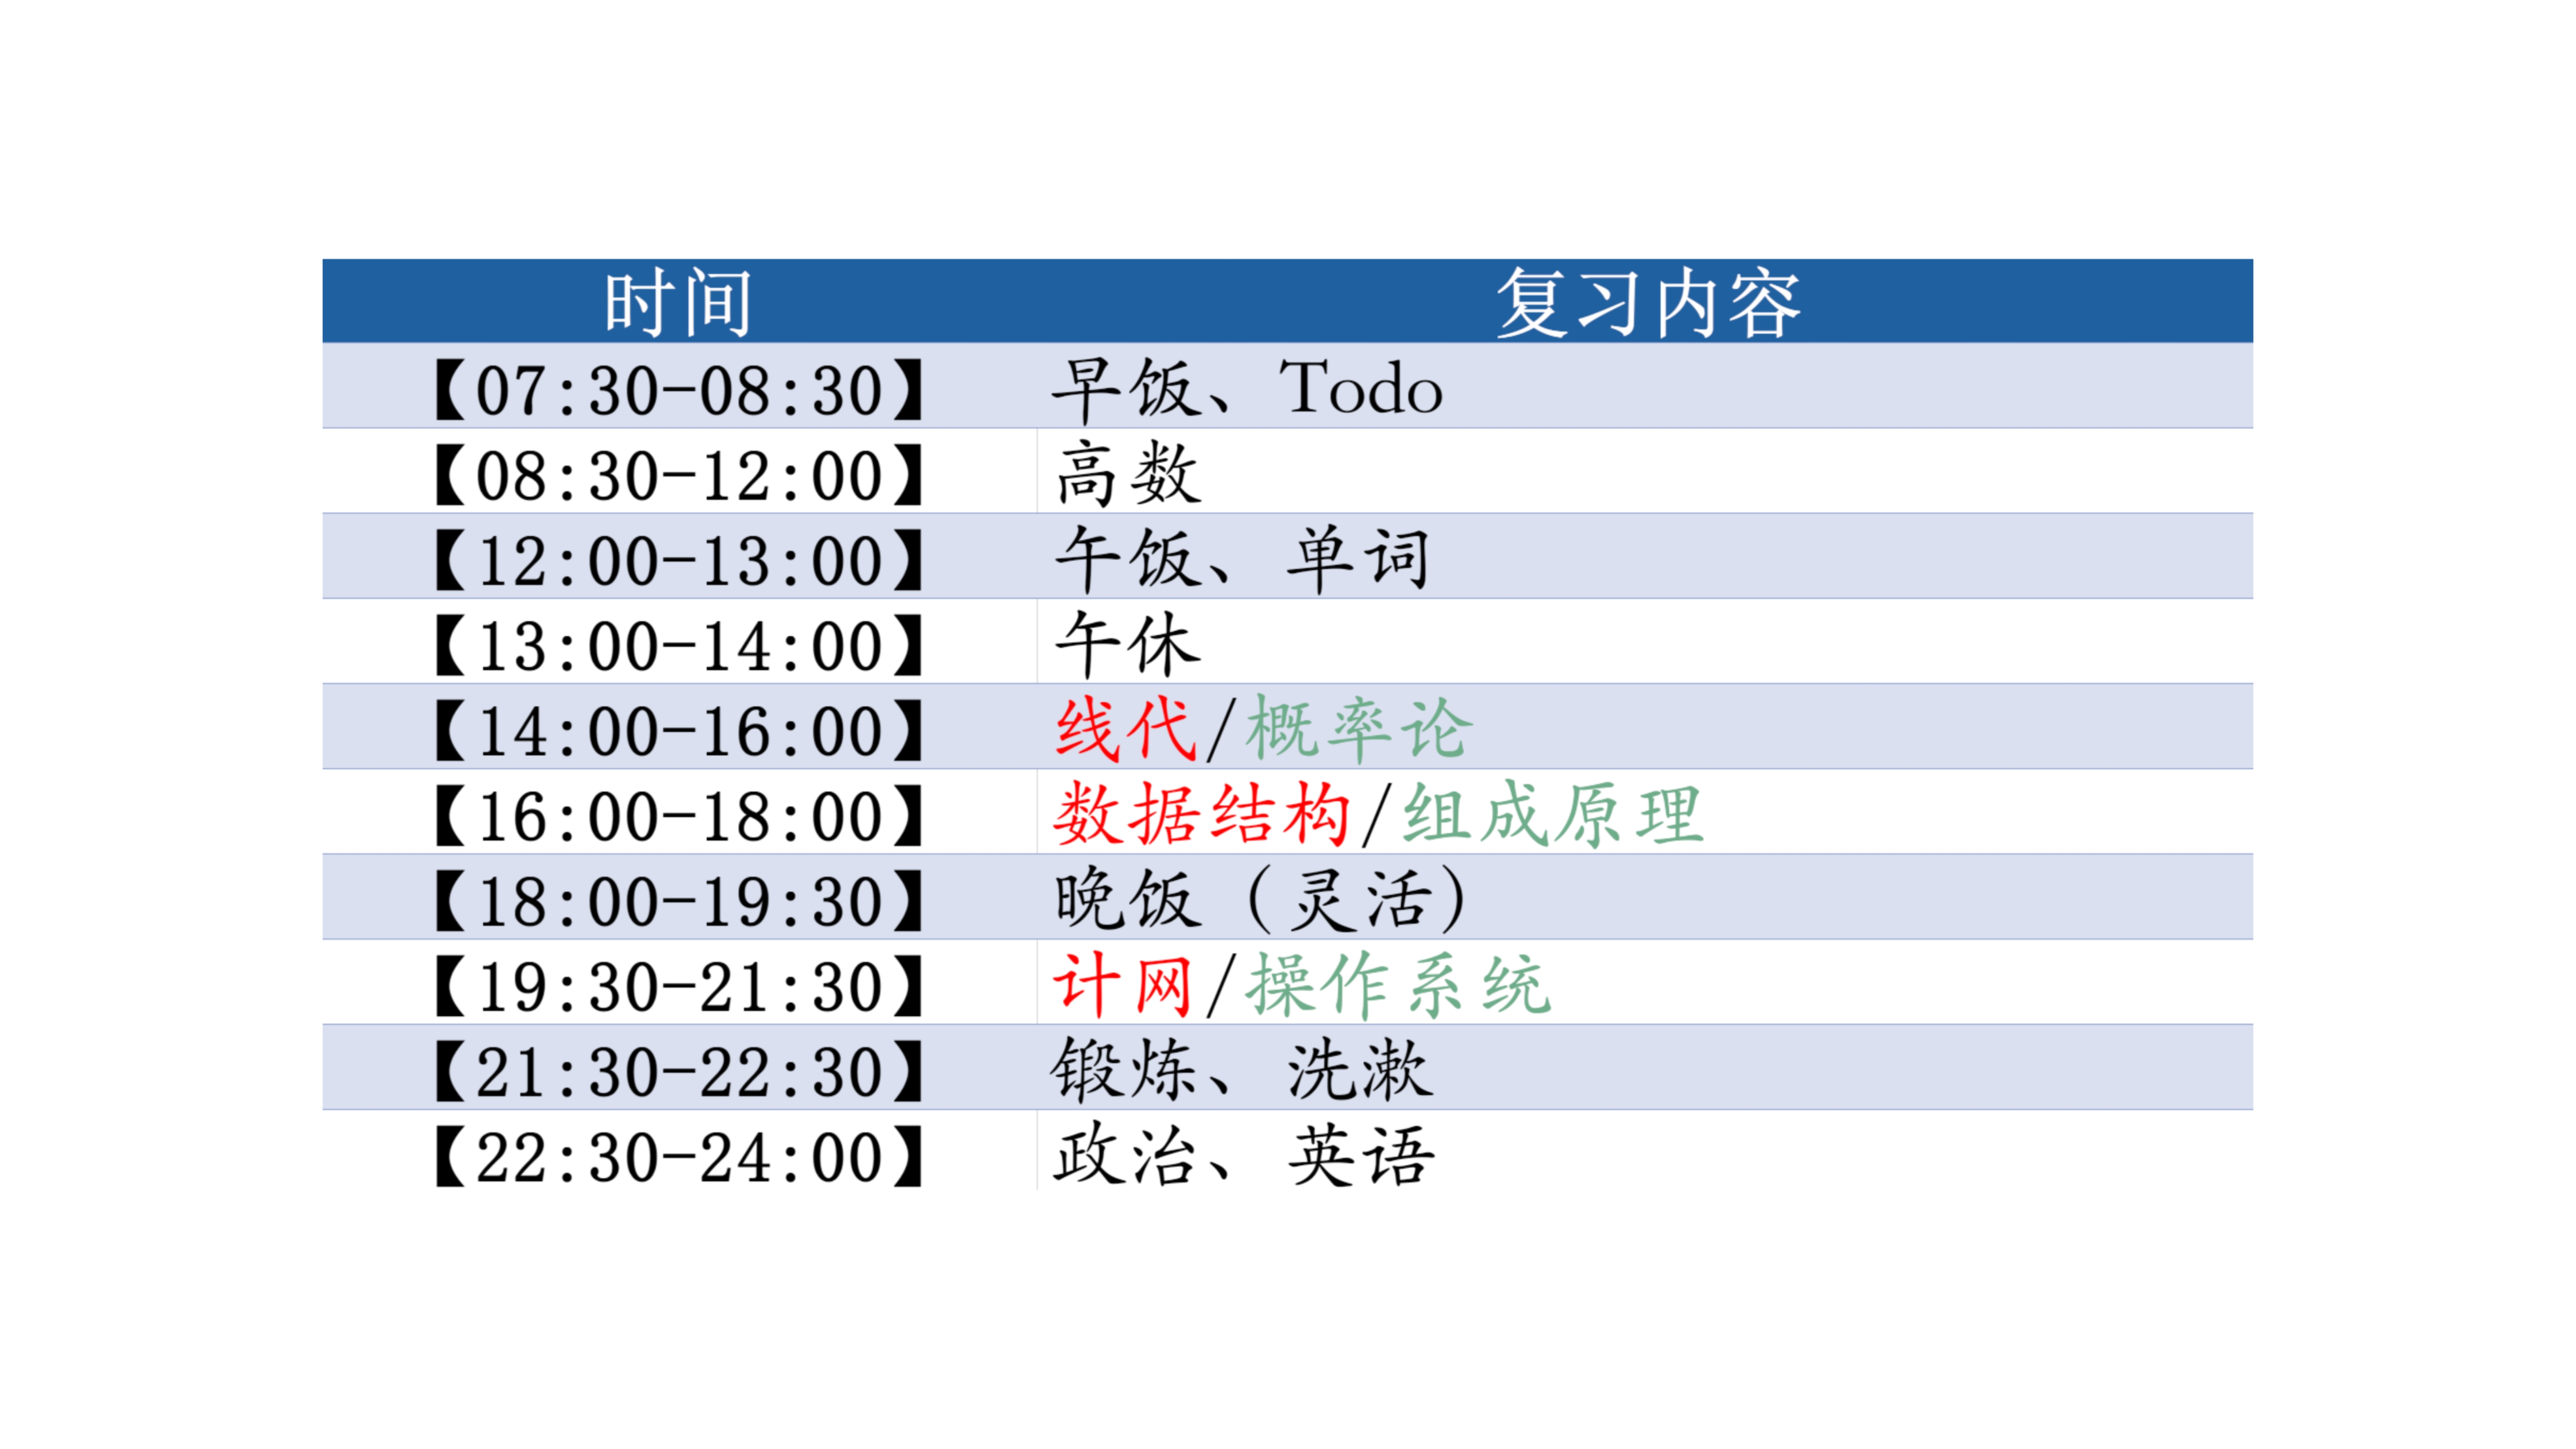 时间 复习内容
【07:30-08:30】 早饭、Todo
【08:30-12:00】 高数
【12:00-13:00】 午饭、单词
【13:00-14:00】 午休
【14:00-16:00】 线代/概率论
【16:00-18:00】 数据结构/组成原理
【18:00-19:30】 晚饭（灵活）
【19:30-21:30】 计网/操作系统
【21:30-22:30】 锻炼、洗漱
【22:30-24:00】 政治、英语